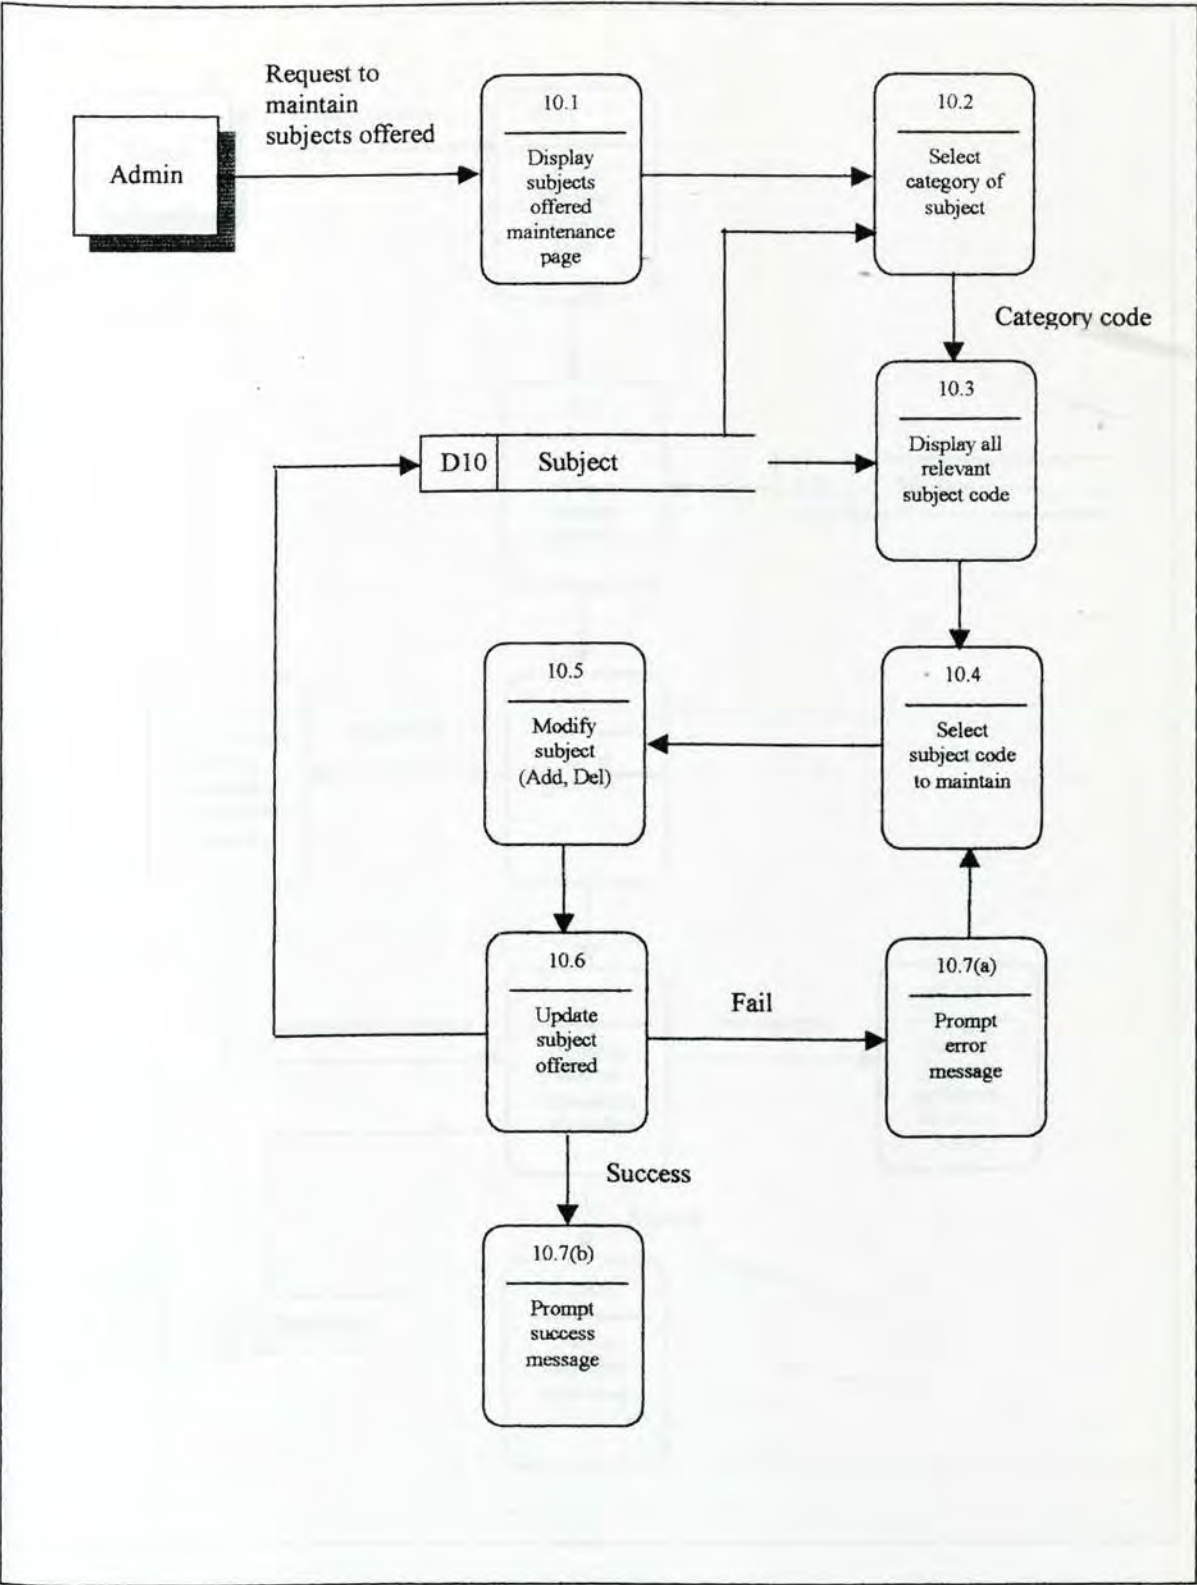 Request to
maintain
subjects offered
Admin
10.1
Display
subjects
offered
maintenance
page
10.2
Select
category of
subject
Category code
10.3
Display all
relevant
subject code
D10
Subject
10.4
Select
subject code
to maintain
10.5
Modify
subject
(Add, Del)
10.6
Update
subject
offered
Fail
10.7(a)
Prompt
error
message
Success
10.7(b)
Prompt
success
message